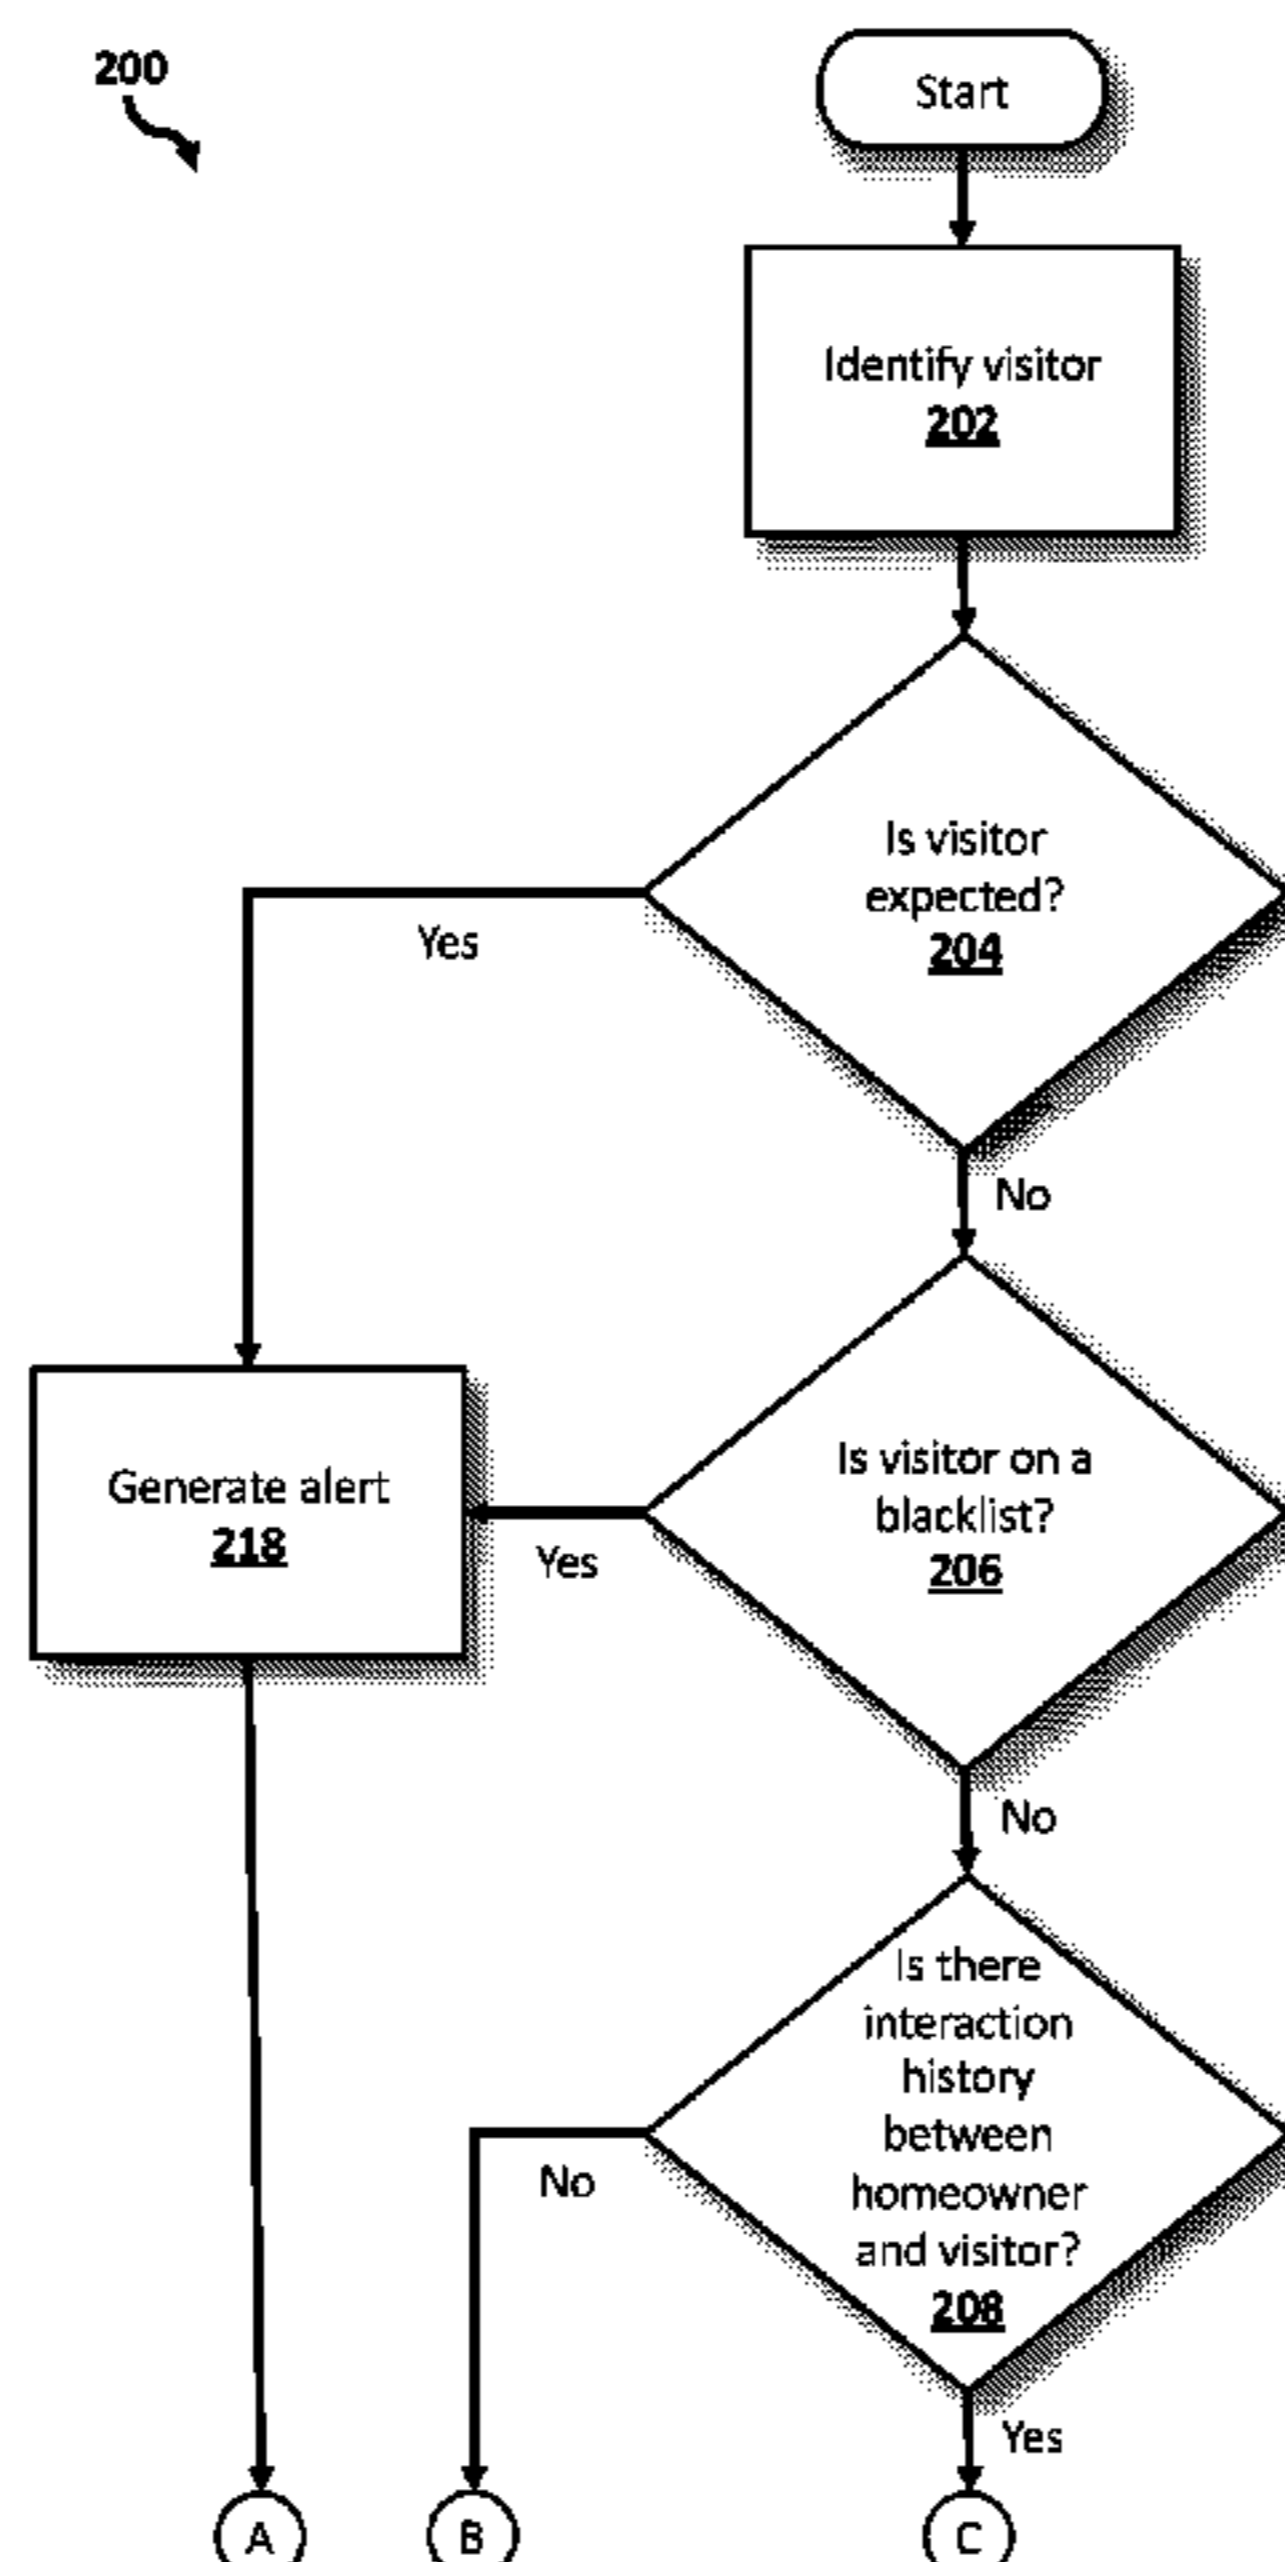 200
Start
Identify visitor
202
Is visitor
expected?
204
Yes
No
Generate alert
218
Is visitor on a
blacklist?
206
Yes
No
Is there
interaction
history
between
homeowner
and visitor?
208
No
Yes
A
B
C